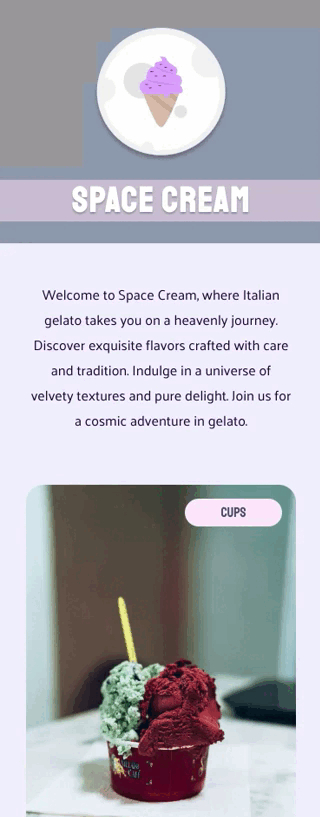 SPACE CREAM
Welcome to Space Cream, where Italian
gelato takes you on a heavenly journey.
Discover exquisite flavors crafted with care
and tradition. Indulge in a universe of
velvety textures and pure delight. Join us for
a cosmic adventure in gelato.
CUPS